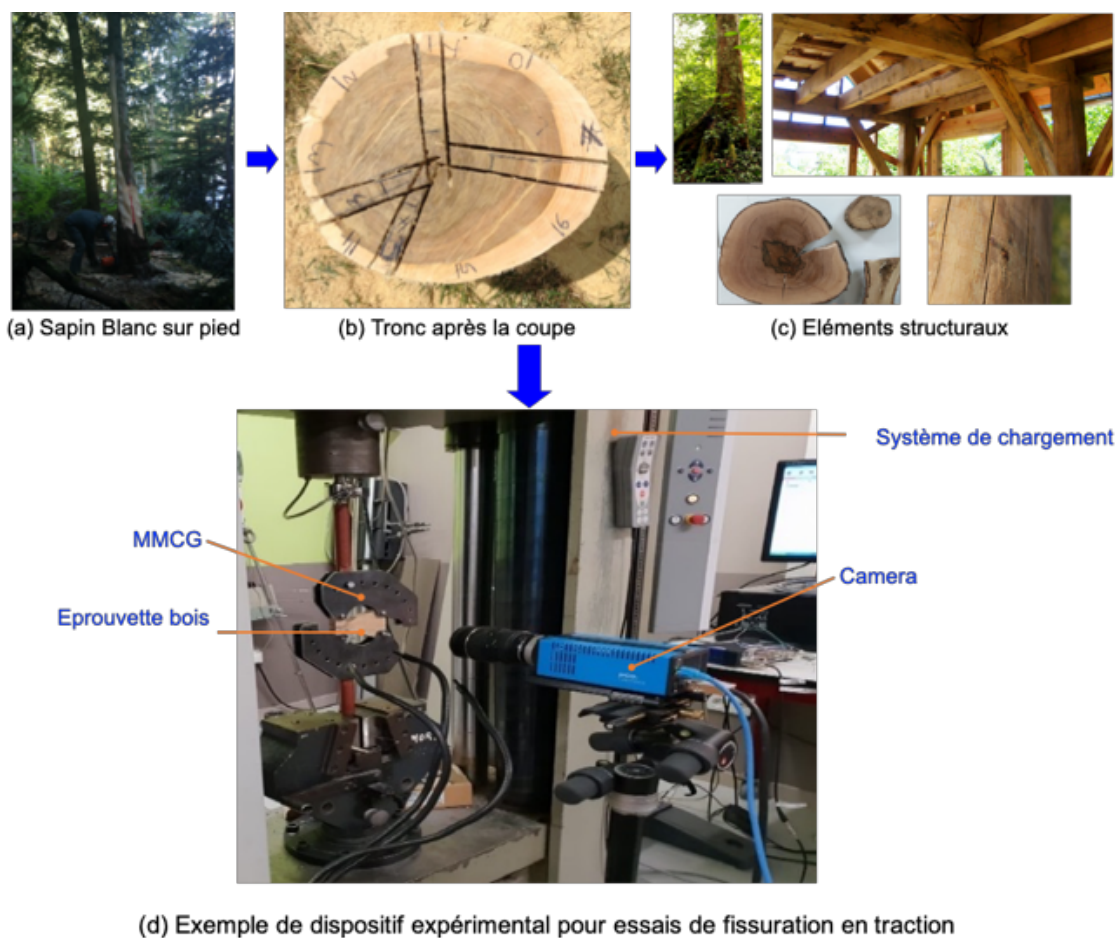 (a) Sapin Blanc sur pied
(b) Tronc après la coupe
(c) Eléments structuraux
Système de chargement
MMCG
Camera
Eprouvette bois
(d) Exemple de dispositif expérimental pour essais de fissuration en traction